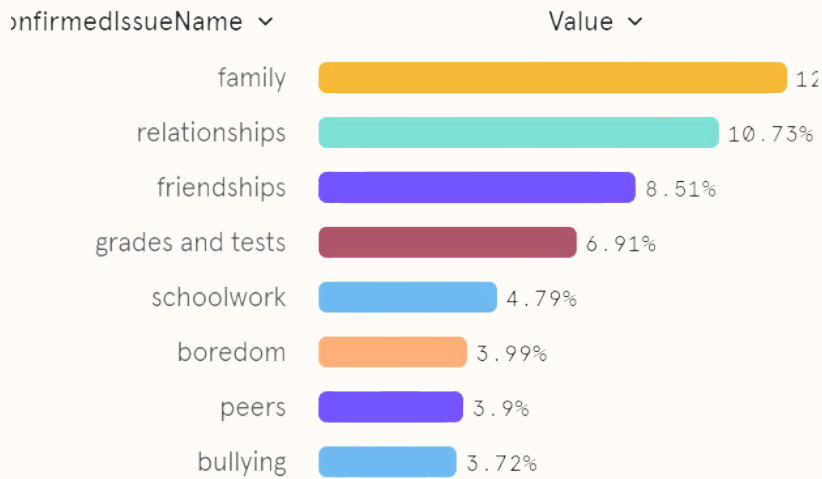 onfirmedIssueName Value
family 12
relationships 10.73%
friendships 8.51%
grades and tests 6.91%
schoolwork 4.79%
boredom 3.99%
peers 3.9%
bullying 3.72%